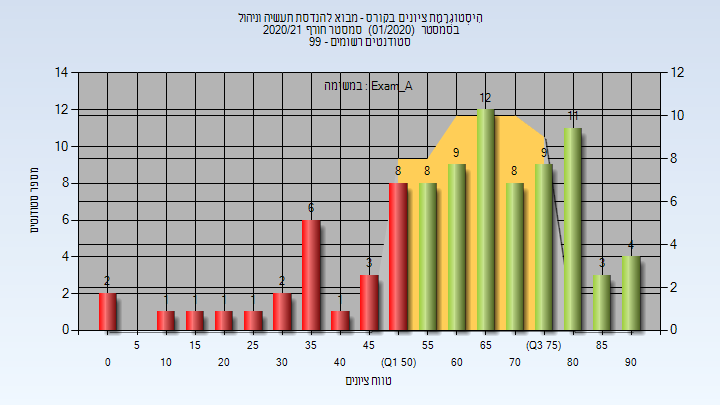 היסטוגרמת ציונים בקורס - מבוא להנדסת תעשיה וניהול
בסמסטר (01/2020) סמסטר חורף 2020/21
סטודנטים רשומים - 99
במשימה : Exam_A
מספר סטודנטים
14 12 10 8 6 4 2 0
12 10 8 6 4 2 0
2 1 1 1 1 2 6 1 3 8 8 9 12 8 9 11 3 4
5 15 25 35 45 55 65 (Q3 75) 85
0 10 20 30 40 (Q1 50) 60 70 80 90
טווח ציונים